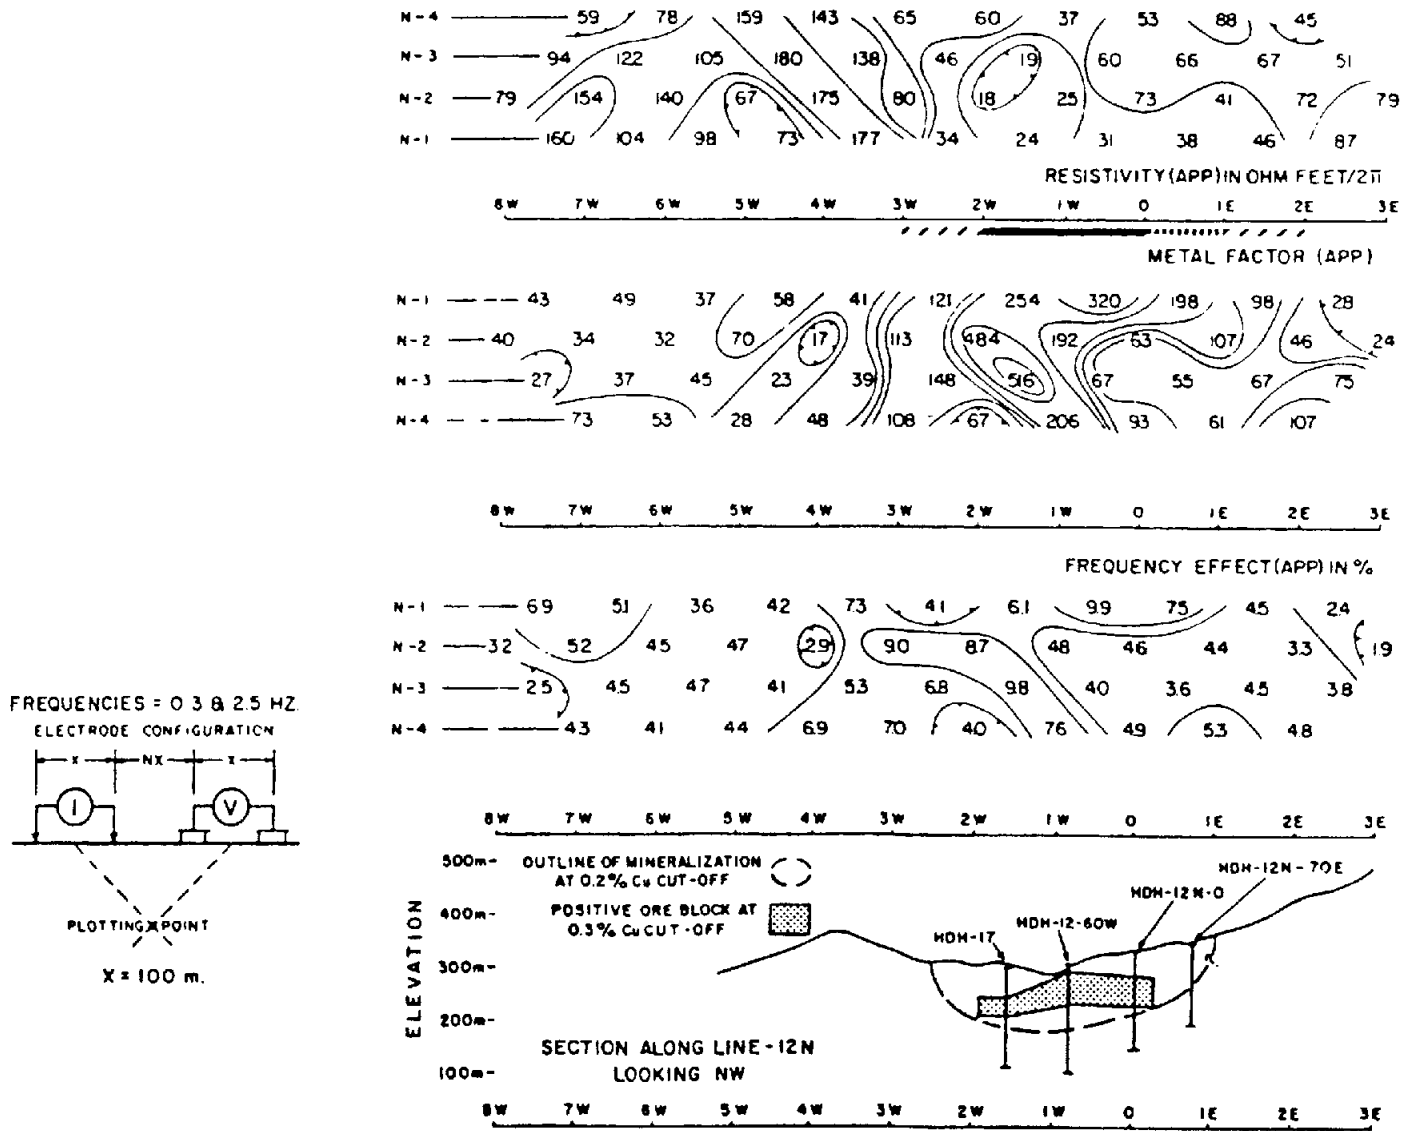 N-4 59 78 159 143 65 60 37 53 88 45
N-3 94 122 105 180 138 46 19 60 66 67 51
N-2 79 154 140 67 175 80 18 25 73 41 72 79
N-1 160 104 98 73 177 34 24 31 38 46 87
RESISTIVITY (APP) IN OHM FEET/2π
8W 7W 6W 5W 4W 3W 2W 1W 0 1E 2E 3E
METAL FACTOR (APP)
N-1 43 49 37 58 41 121 254 320 198 98 28
N-2 40 34 32 70 17 113 484 192 63 107 46 24
N-3 27 37 45 23 39 148 516 67 55 67 75
N-4 73 53 28 48 108 67 206 93 61 107
8W 7W 6W 5W 4W 3W 2W 1W 0 1E 2E 3E
FREQUENCY EFFECT (APP) IN %
N-1 6.9 5.1 3.6 4.2 7.3 4.1 6.1 9.9 7.5 4.5 2.4
N-2 3.2 5.2 4.5 4.7 2.9 9.0 8.7 4.8 4.6 4.4 3.3 1.9
N-3 2.5 4.5 4.7 4.1 5.3 6.8 9.8 4.0 3.6 4.5 3.8
N-4 4.3 4.1 4.4 6.9 7.0 4.0 7.6 4.9 5.3 4.8
FREQUENCIES = 0.3 & 2.5 HZ.
ELECTRODE CONFIGURATION
X NX X
I V
PLOTTING POINT
X = 100 m.
8W 7W 6W 5W 4W 3W 2W 1W 0 1E 2E 3E
ELEVATION
500m-
400m-
300m-
200m-
100m-
OUTLINE OF MINERALIZATION
AT 0.2% Cu CUT-OFF
POSITIVE ORE BLOCK AT
0.3% Cu CUT-OFF
HDH-17
HDH-12-60W
HDH-12N-0
HDH-12N-70E
SECTION ALONG LINE-12N
LOOKING NW
8W 7W 6W 5W 4W 3W 2W 1W 0 1E 2E 3E